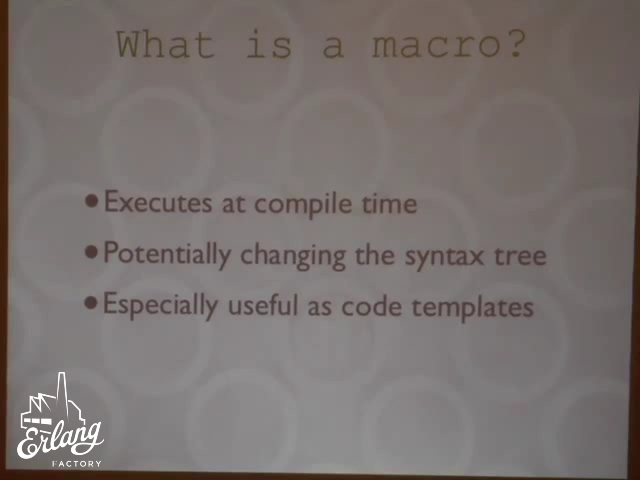 What is a macro?
•Executes at compile time
•Potentially changing the syntax tree
•Especially useful as code templates
Erlang
FACTORY